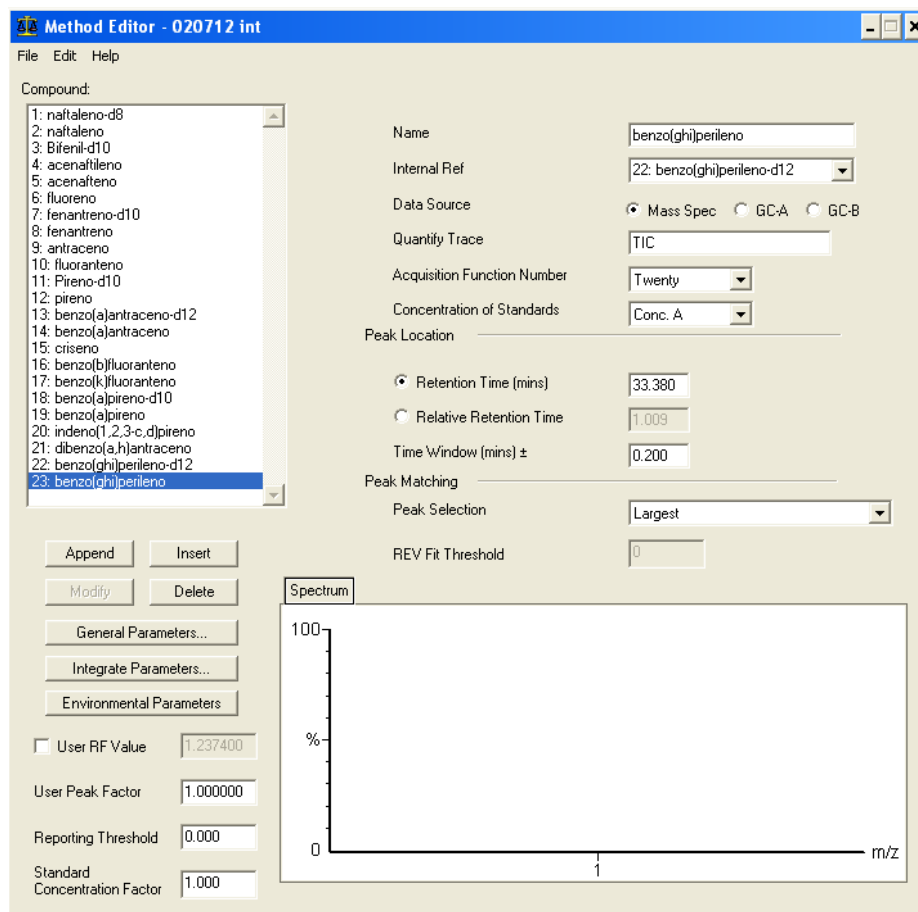 Method Editor - 020712 int
File Edit Help
Compound:
1: naftaleno-d8
2: naftaleno
3: Bifenil-d10
4: acenaftileno
5: acenafteno
6: fluoreno
7: fenantreno-d10
8: fenantreno
9: antraceno
10: fluoranteno
11: Pireno-d10
12: pireno
13: benzo(a)antraceno-d12
14: benzo(a)antraceno
15: criseno
16: benzo(b)fluoranteno
17: benzo(k)fluoranteno
18: benzo(a)pireno-d10
19: benzo(a)pireno
20: indeno(1,2,3-c,d)pireno
21: dibenzo(a,h)antraceno
22: benzo(ghi)perileno-d12
23: benzo(ghi)perileno
Name benzo(ghi)perileno
Internal Ref 22: benzo(ghi)perileno-d12
Data Source Mass Spec GC-A GC-B
Quantify Trace TIC
Acquisition Function Number Twenty
Concentration of Standards Conc. A
Peak Location
Retention Time (mins) 33.380
Relative Retention Time 1.009
Time Window (mins) ± 0.200
Peak Matching
Peak Selection Largest
REV Fit Threshold 0
Append Insert
Modify Delete
General Parameters...
Integrate Parameters...
Environmental Parameters
User RF Value 1.237400
User Peak Factor 1.000000
Reporting Threshold 0.000
Standard
Concentration Factor 1.000
Spectrum
100
%
0
1
m/z